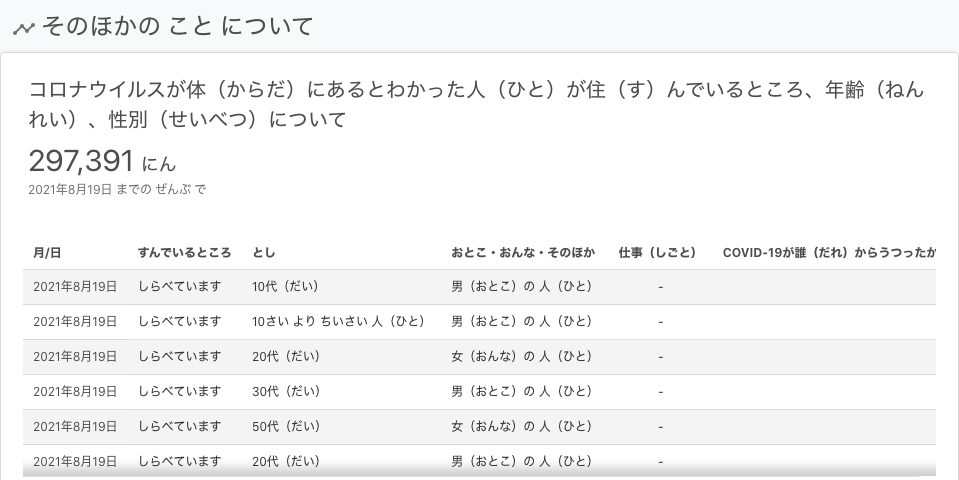 そのほかの こと について
コロナウイルスが体（からだ）にあるとわかった人（ひと）が住（す）んでいるところ、年齢（ねん
れい）、性別（せいべつ）について
297,391 にん
2021年8月19日 までの ぜんぶ で
月/日 すんでいるところ とし おとこ・おんな・そのほか 仕事（しごと） COVID-19が誰（だれ）からうつったか
2021年8月19日 しらべています 10代（だい） 男（おとこ）の 人（ひと） -
2021年8月19日 しらべています 10さい より ちいさい 人（ひと） 男（おとこ）の 人（ひと） -
2021年8月19日 しらべています 20代（だい） 女（おんな）の 人（ひと） -
2021年8月19日 しらべています 30代（だい） 男（おとこ）の 人（ひと） -
2021年8月19日 しらべています 50代（だい） 女（おんな）の 人（ひと） -
2021年8月19日 しらべています 20代（だい） 男（おとこ）の 人（ひと） -